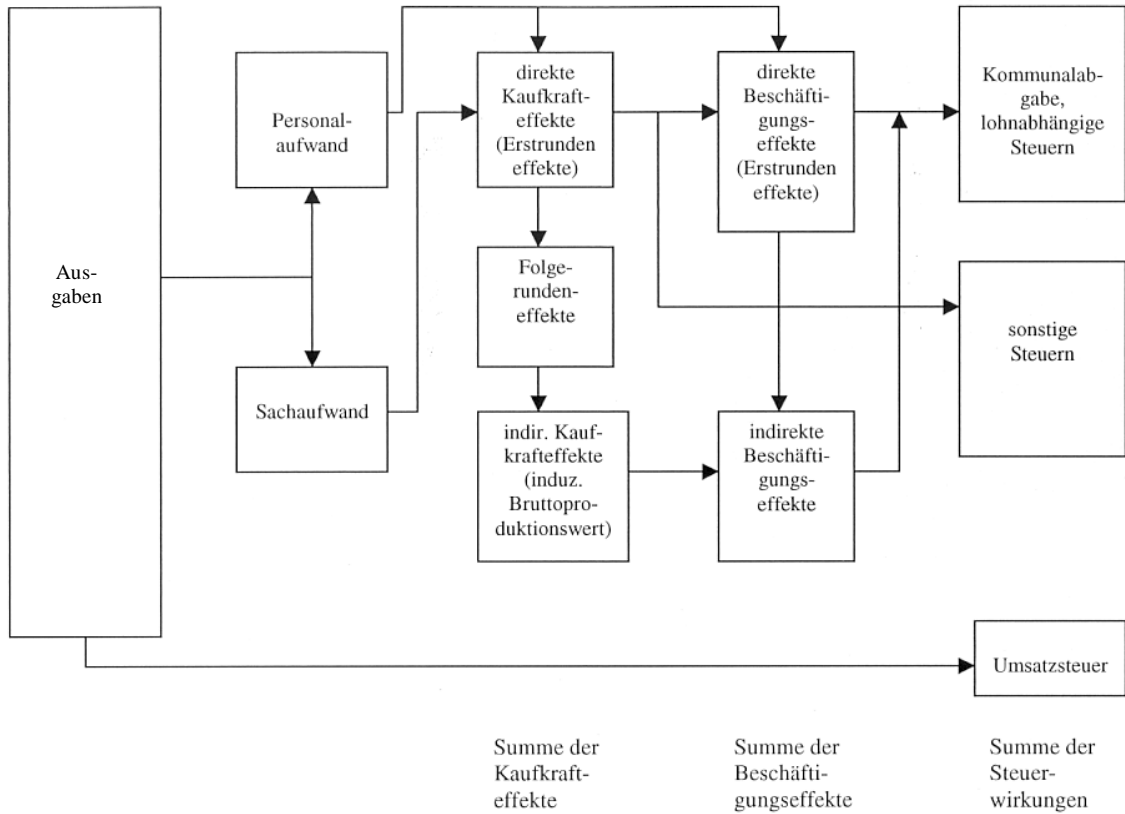 Aus-
gaben
Personal-
aufwand
Sachaufwand
direkte
Kaufkraft-
effekte
(Erstrunden
effekte)
Folge-
runden-
effekte
indir. Kauf-
krafteffekte
(induz.
Bruttopro-
duktionswert)
direkte
Beschäfti-
gungs-
effekte
(Erstrunden
effekte)
indirekte
Beschäfti-
gungs-
effekte
Kommunalab-
gabe,
lohnabhängige
Steuern
sonstige
Steuern
Umsatzsteuer
Summe der
Kaufkraft-
effekte
Summe der
Beschäfti-
gungseffekte
Summe der
Steuer-
wirkungen